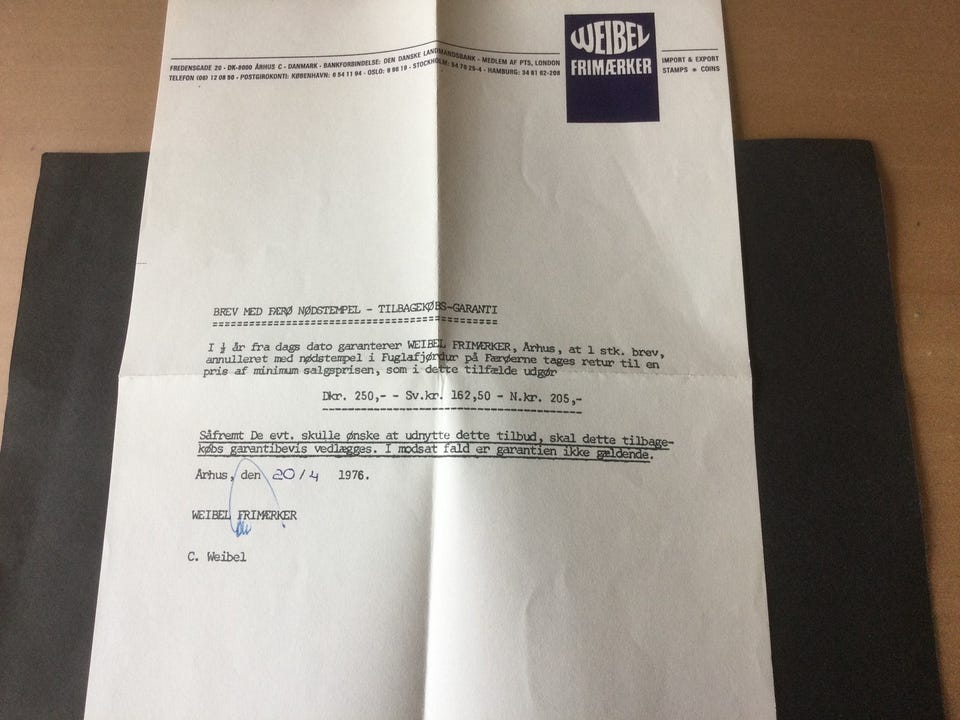 WEIBEL
FRIMÆRKER
FREDENSGADE 20 - DK-8000 ÅRHUS C - DANMARK - BANKFORBINDELSE: DEN DANSKE LANDMANDSBANK - MEDLEM AF PTS, LONDON
IMPORT & EXPORT
TELEFON (06) 12 08 50 - POSTGIROKONTI: KØBENHAVN: 6 54 11 94 - OSLO: - STOCKHOLM: 54 78 25-4 - HAMBURG: 34 81 62-208
STAMPS * COINS
BREV MED FÆRØ NØDSTEMPEL - TILBAGEKØBS-GARANTI
I ½ år fra dags dato garanterer WEIBEL FRIMÆRKER, Århus, at 1 stk. brev,
annulleret med nødstempel i Fuglafjørdur på Færøerne tages retur til en
pris af minimum salgsprisen, som i dette tilfælde udgør
Dkr. 250,- - Sv.kr. 162,50 - N.kr. 205,-
Såfremt De evt. skulle ønske at udnytte dette tilbud, skal dette tilbage-
købs garantibevis vedlægges. I modsat fald er garantien ikke gældende.
Århus, den 20/4 1976.
WEIBEL FRIMÆRKER
C. Weibel